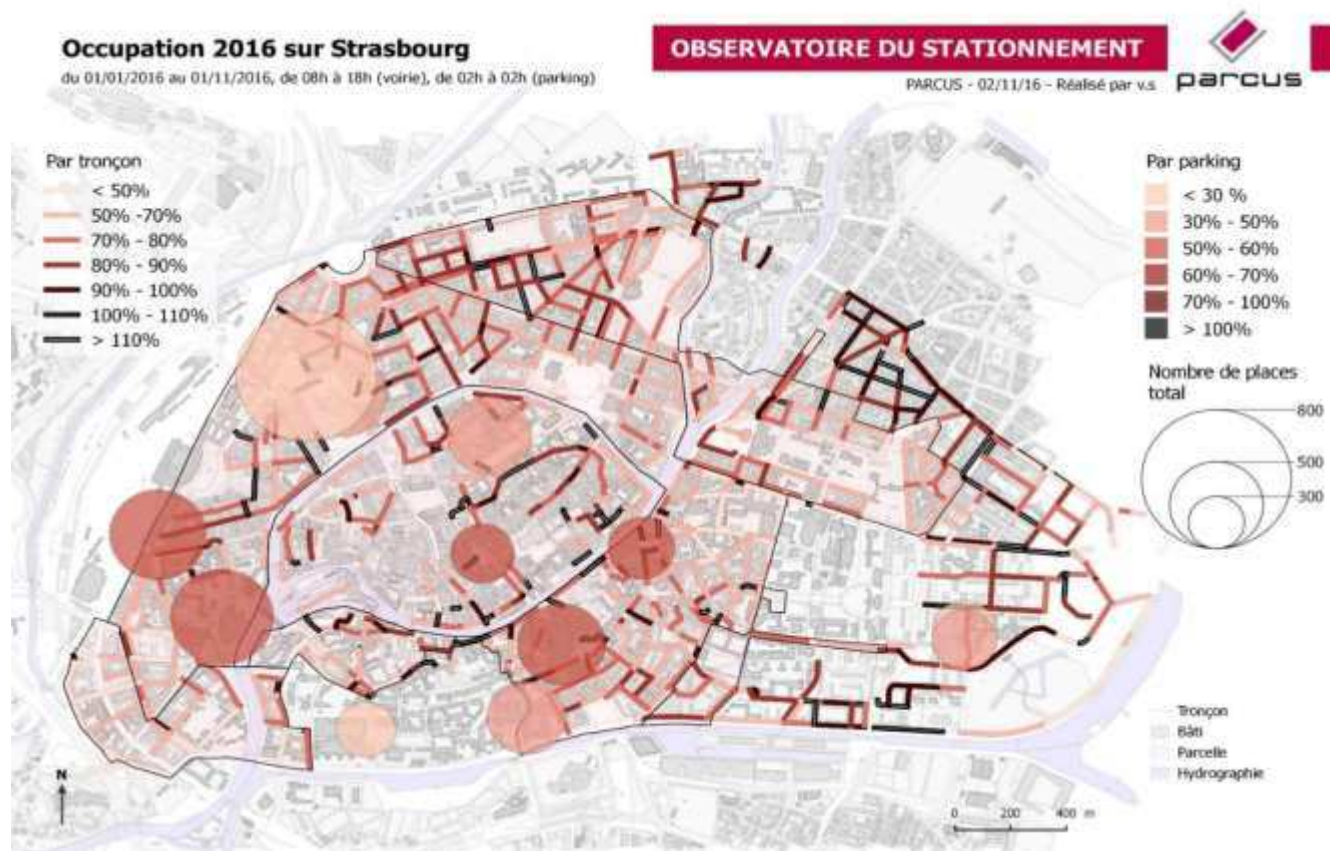 Occupation 2016 sur Strasbourg
du 01/01/2016 au 01/11/2016, de 08h à 18h (voirie), de 02h à 02h (parking)
OBSERVATOIRE DU STATIONNEMENT
PARCUS - 02/11/16 - Réalisé par v.s
parcus
Par tronçon
< 50%
50% -70%
70% - 80%
80% - 90%
90% - 100%
100% - 110%
> 110%
Par parking
< 30 %
30% - 50%
50% - 60%
60% - 70%
70% - 100%
> 100%
Nombre de places
total
800
500
300
Tronçon
Bâti
Parcelle
Hydrographie
N
0 200 400 m